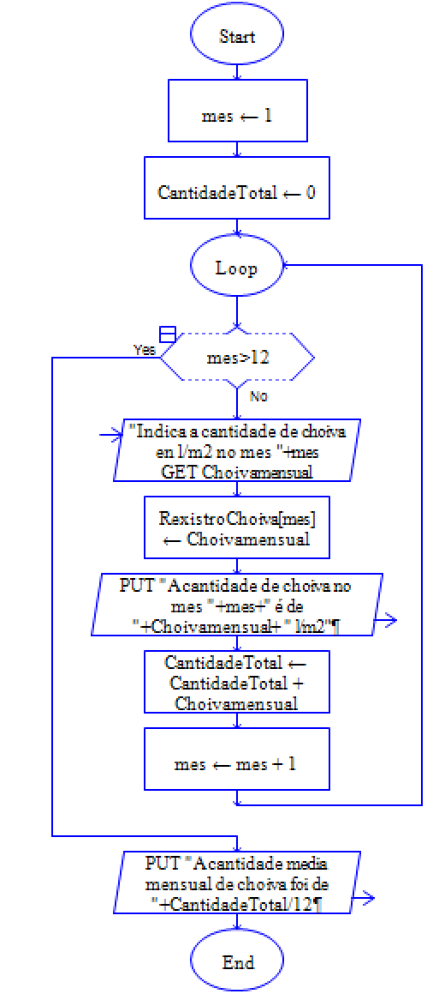 Start
mes ← 1
CantidadeTotal ← 0
Loop
Yes
mes>12
No
"Indica a cantidade de choiva
en l/m2 no mes "+mes
GET Choivamensual
RexistroChoiva[mes]
← Choivamensual
PUT "A cantidade de choiva no
mes "+mes+" é de
"+Choivamensual+" l/m2"¶
CantidadeTotal ←
CantidadeTotal +
Choivamensual
mes ← mes + 1
PUT "A cantidade media
mensual de choiva foi de
"+CantidadeTotal/12¶
End